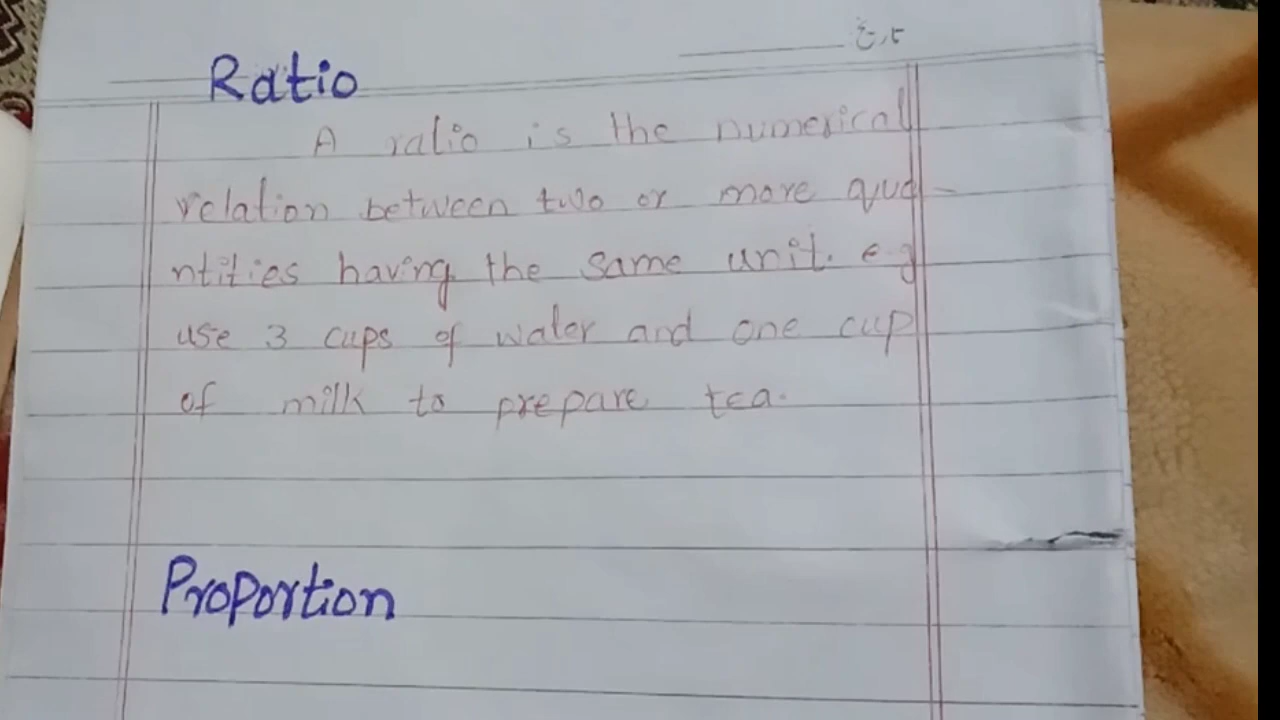 Ratio
A ratio is the numerical
relation between two or more qua-
ntities having the same unit. e.g
use 3 cups of water and one cup
of milk to prepare tea.
Proportion